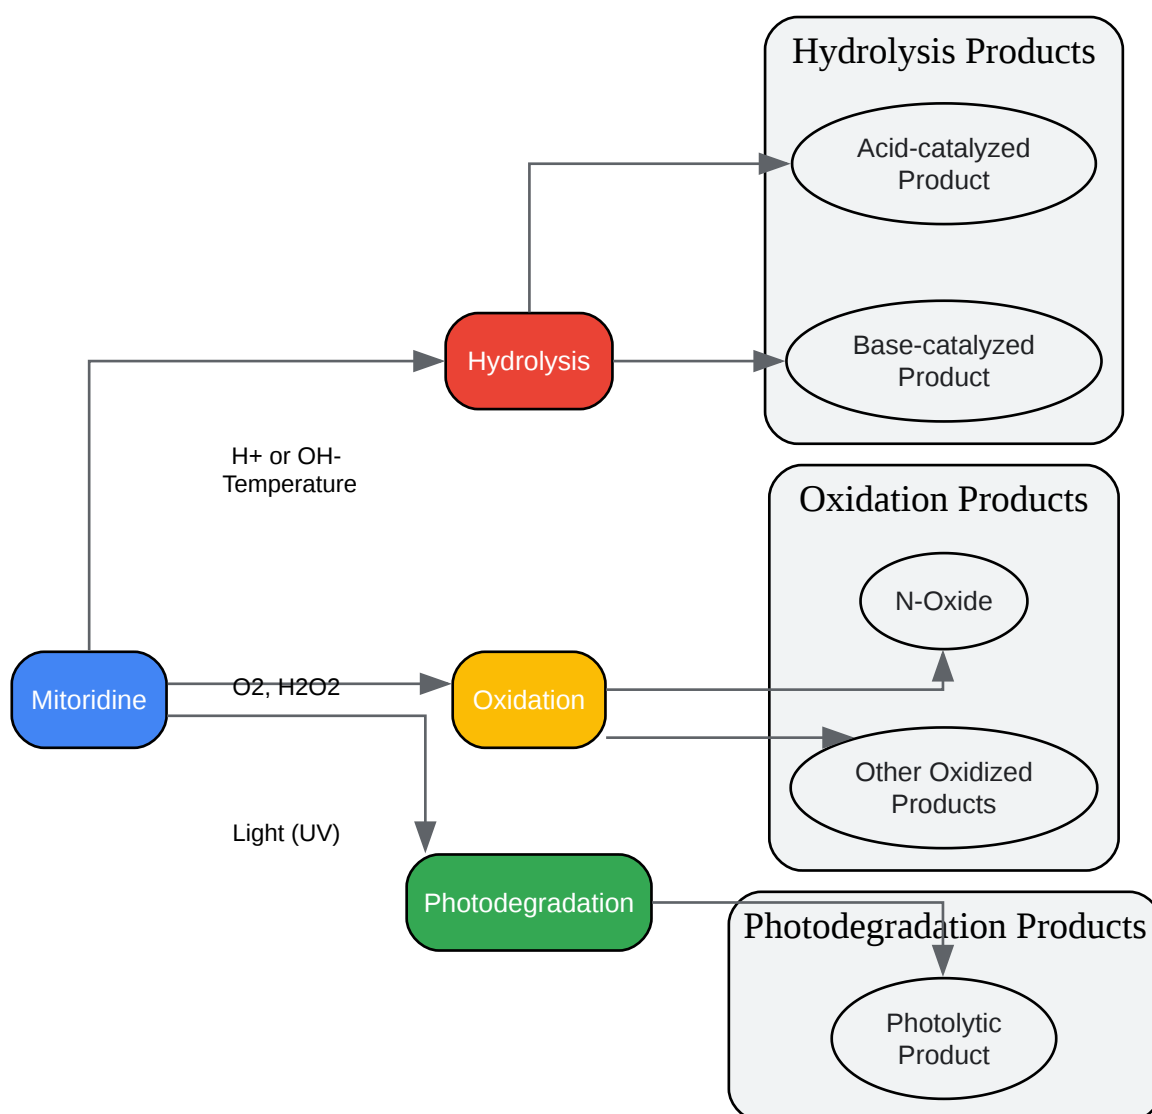 Hydrolysis Products
Acid-catalyzed
Product
Hydrolysis
Base-catalyzed
Product
H+ or OH-
Temperature
Oxidation Products
N-Oxide
Mitoridine
O2, H2O2
Oxidation
Other Oxidized
Products
Light (UV)
Photodegradation
Photodegradation Products
Photolytic
Product